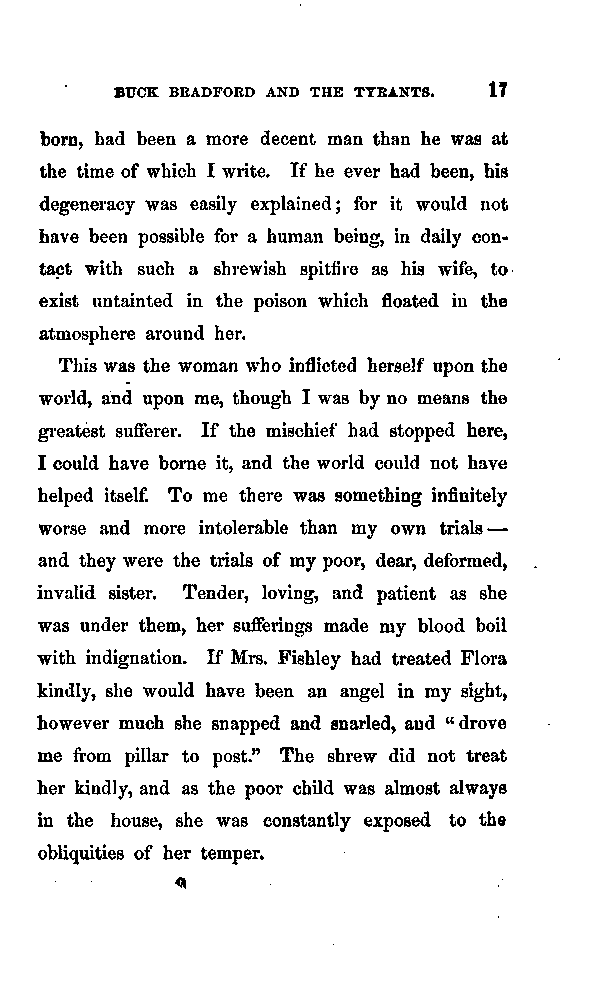 BUCK BRADFORD AND THE TYRANTS. 17
born, had been a more decent man than he was at
the time of which I write. If he ever had been, his
degeneracy was easily explained; for it would not
have been possible for a human being, in daily con-
tact with such a shrewish spitfire as his wife, to
exist untainted in the poison which floated in the
atmosphere around her.
This was the woman who inflicted herself upon the
world, and upon me, though I was by no means the
greatest sufferer. If the mischief had stopped here,
I could have borne it, and the world could not have
helped itself. To me there was something infinitely
worse and more intolerable than my own trials —
and they were the trials of my poor, dear, deformed,
invalid sister. Tender, loving, and patient as she
was under them, her sufferings made my blood boil
with indignation. If Mrs. Fishley had treated Flora
kindly, she would have been an angel in my sight,
however much she snapped and snarled, and “drove
me from pillar to post.” The shrew did not treat
her kindly, and as the poor child was almost always
in the house, she was constantly exposed to the
obliquities of her temper.